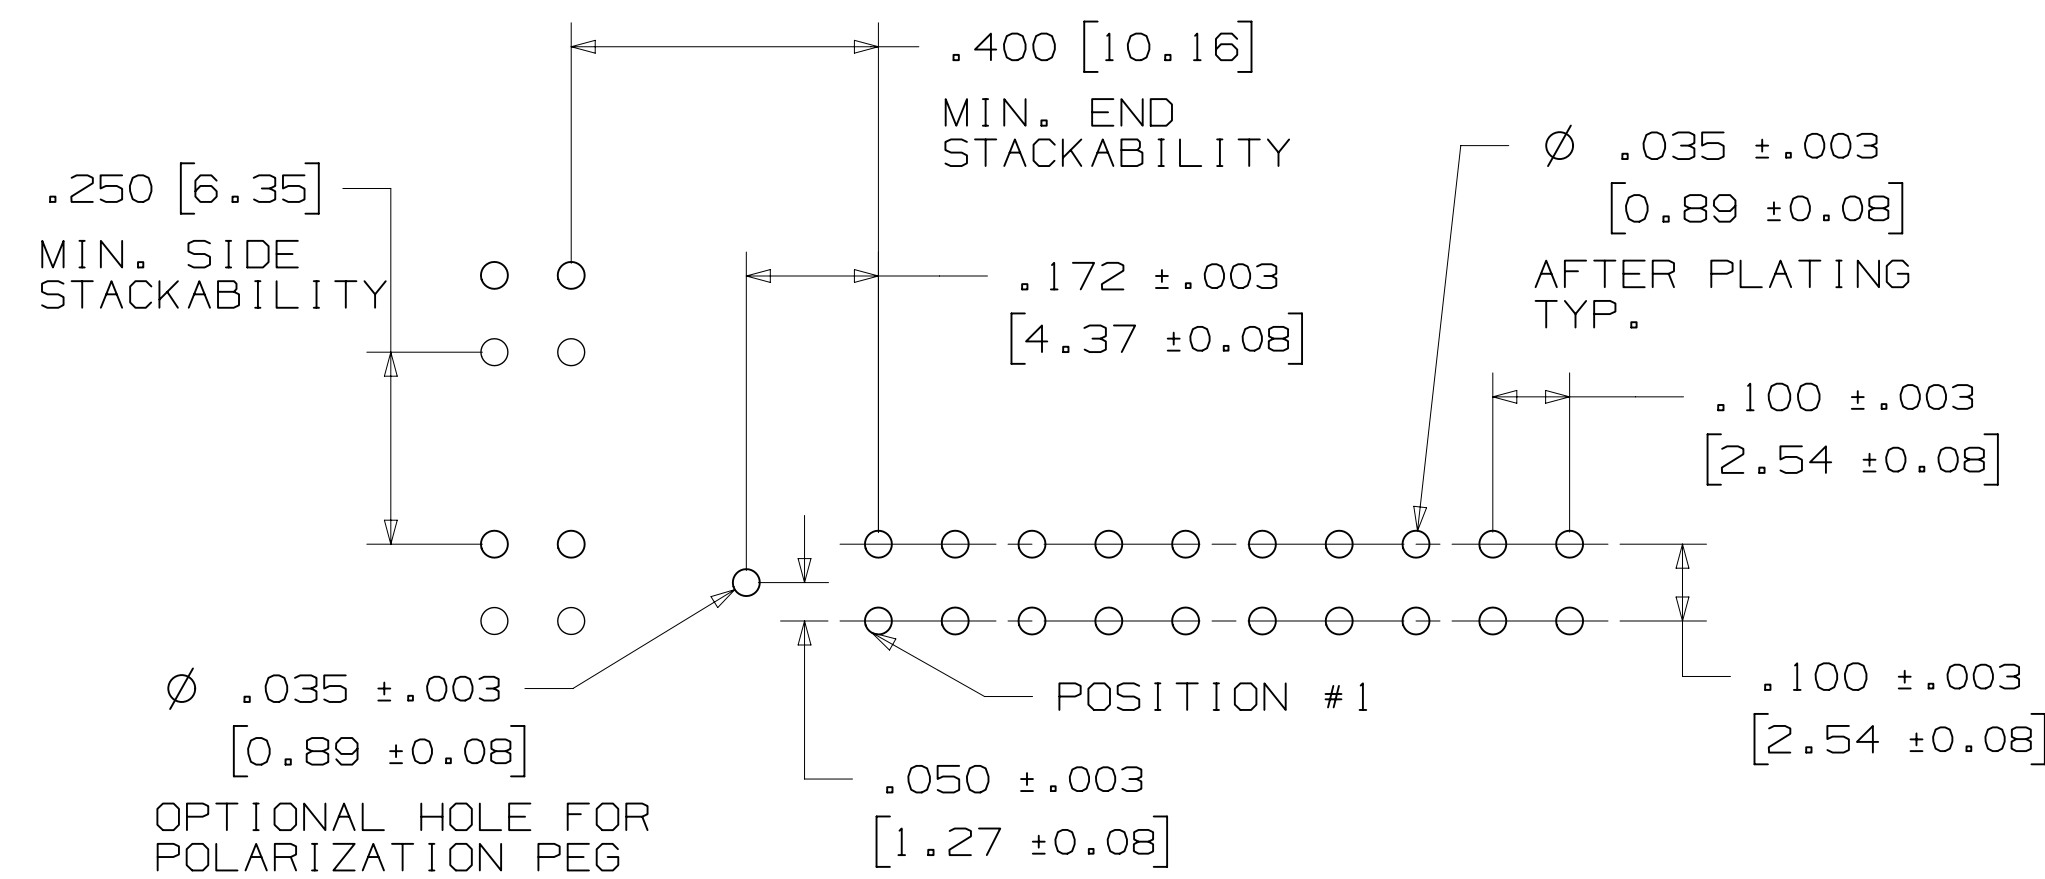 .400 [10.16]
MIN. END
STACKABILITY
.250 [6.35]
MIN. SIDE
STACKABILITY
Ø .035 ±.003
[0.89 ±0.08]
AFTER PLATING
TYP.
.172 ±.003
[4.37 ±0.08]
.100 ±.003
[2.54 ±0.08]
Ø .035 ±.003
[0.89 ±0.08]
OPTIONAL HOLE FOR
POLARIZATION PEG
POSITION #1
.050 ±.003
[1.27 ±0.08]
.100 ±.003
[2.54 ±0.08]